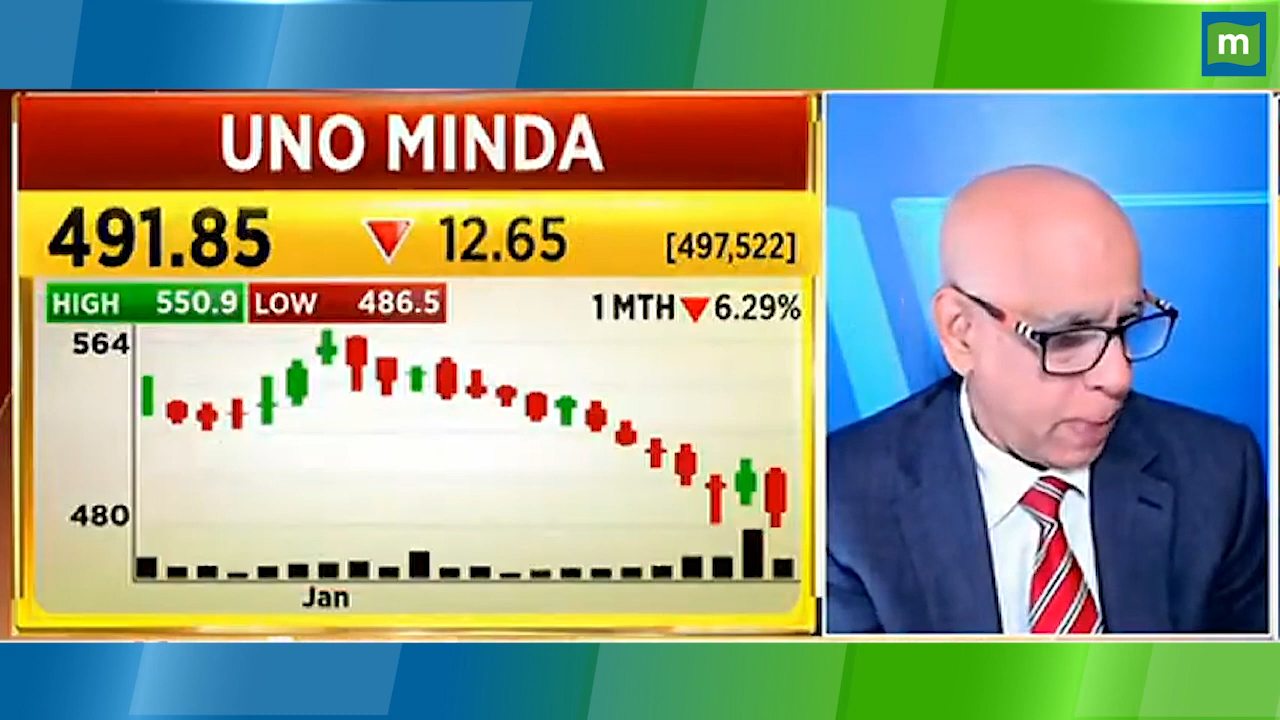 m
UNO MINDA
491.85 ▼ 12.65 [497,522]
HIGH 550.9 LOW 486.5 1 MTH ▼ 6.29%
564
480
Jan